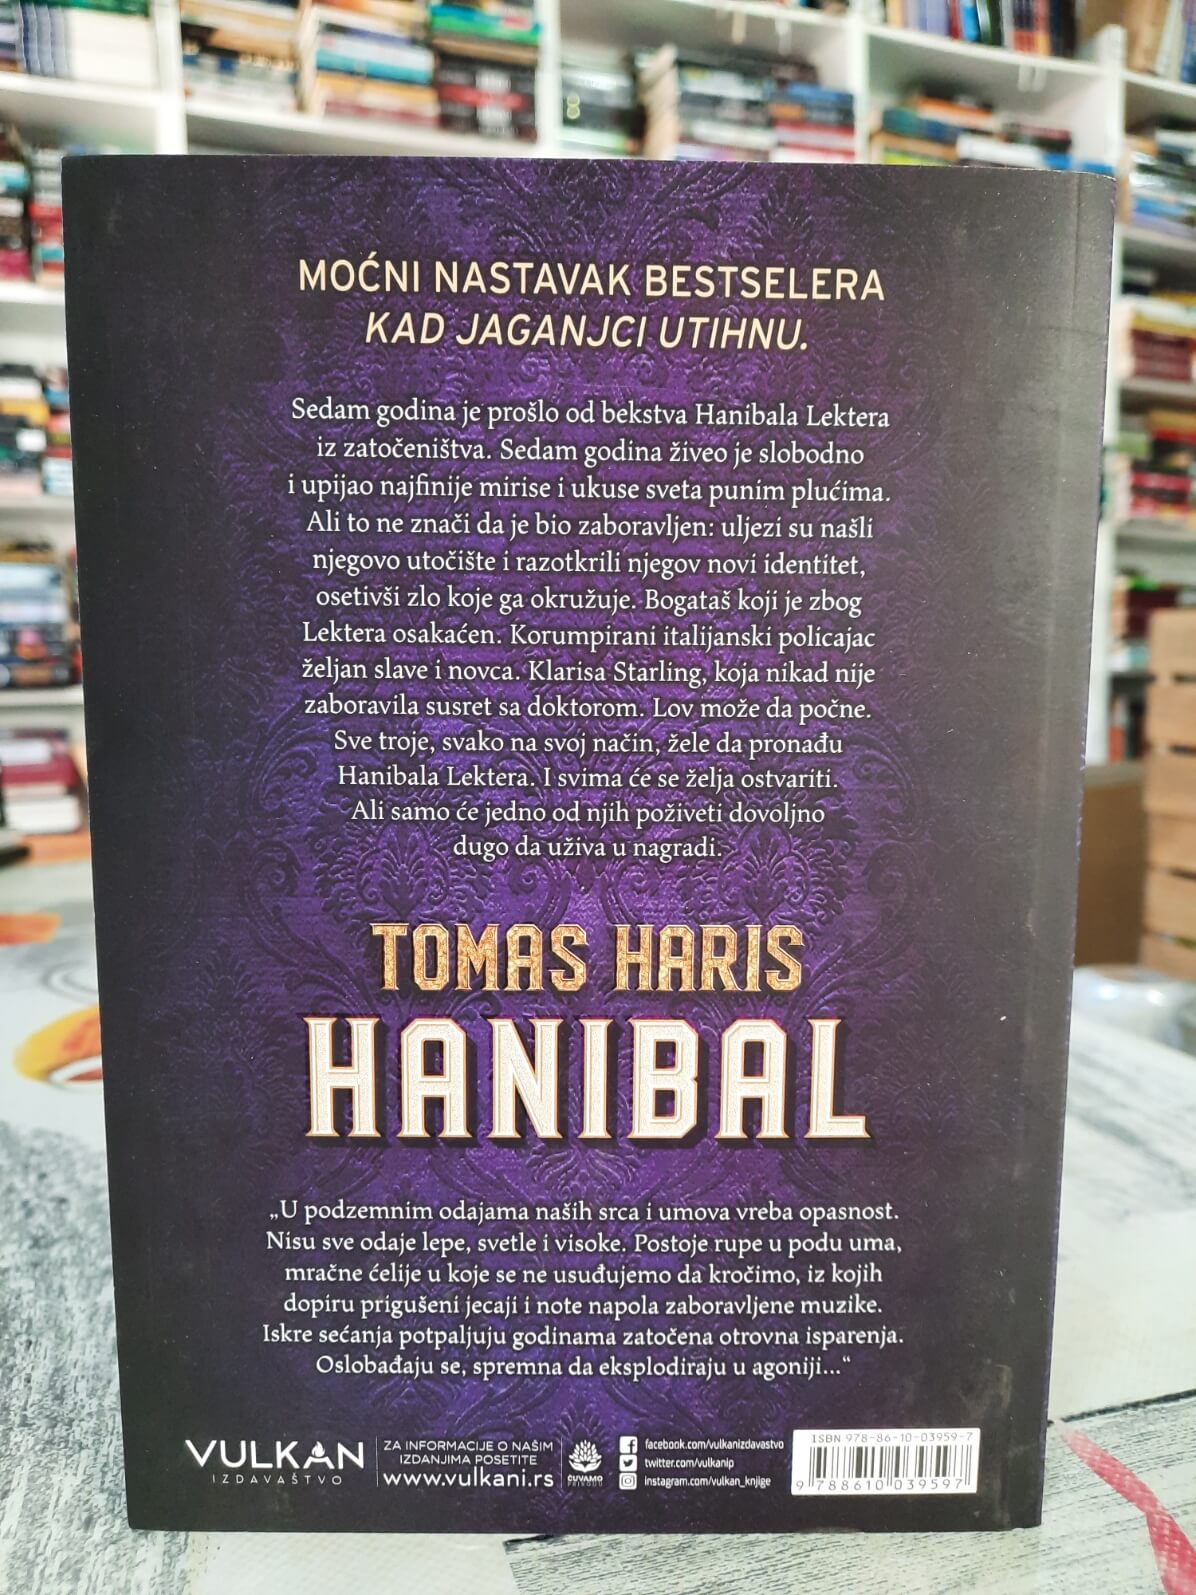 MOĆNI NASTAVAK BESTSELERA
KAD JAGANJCI UTIHNU.
Sedam godina je prošlo od bekstva Hanibala Lektera
iz zatočeništva. Sedam godina živeo je slobodno
i upijao najfinije mirise i ukuse sveta punim plućima.
Ali to ne znači da je bio zaboravljen: uljezi su našli
njegovo utočište i razotkrili njegov novi identitet,
osetivši zlo koje ga okružuje. Bogataš koji je zbog
Lektera osakaćen. Korumpirani italijanski policajac
željan slave i novca. Klarisa Starling, koja nikad nije
zaboravila susret sa doktorom. Lov može da počne.
Sve troje, svako na svoj način, žele da pronađu
Hanibala Lektera. I svima će se želja ostvariti.
Ali samo će jedno od njih poživeti dovoljno
dugo da uživa u nagradi.
TOMAS HARIS
HANIBAL
„U podzemnim odajama naših srca i umova vreba opasnost.
Nisu sve odaje lepe, svetle i visoke. Postoje rupe u podu uma,
mračne ćelije u koje se ne usuđujemo da kročimo, iz kojih
dopiru prigušeni jecaji i note napola zaboravljene muzike.
Iskre sećanja potpaljuju godinama zatočena otrovna isparenja.
Oslobađaju se, spremna da eksplodiraju u agoniji...“
VULKAN
IZDAVAŠTVO
ZA INFORMACIJE O NAŠIM
IZDANJIMA POSETITE
www.vulkani.rs
ČUVAMO
PRIRODU
facebook.com/vulkanizdavastvo
twitter.com/vulkanip
instagram.com/vulkan_knjige
ISBN 978-86-10-03959-7
9 788610 039597